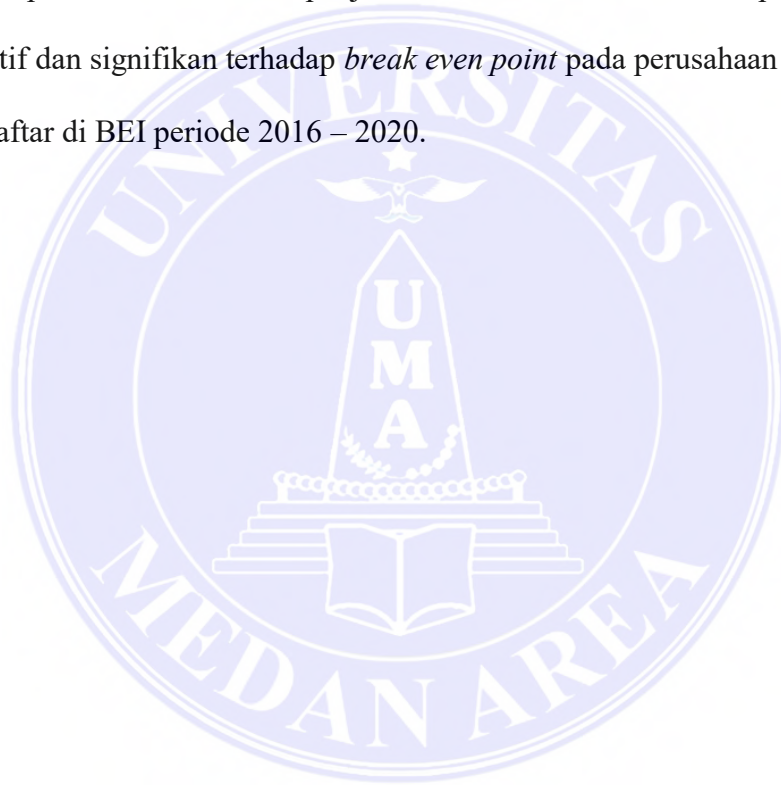 tif dan signifikan terhadap break even point pada perusahaan
aftar di BEI periode 2016 – 2020.
UNIVERSITAS
U
M
A
MEDAN AREA